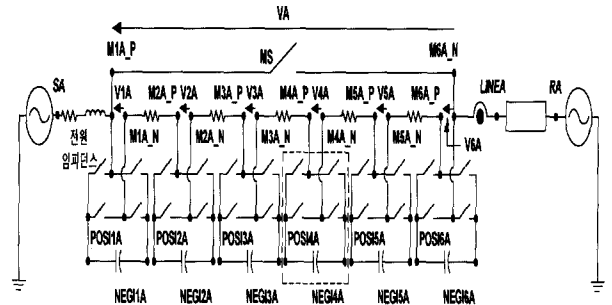 VA
M1A_P
M6A_N
MS
SA
V1A M2A_P V2A M3A_P V3A M4A_P V4A M5A_P V5A M6A_P
LINEA
RA
전원
임피던스
M1A_N M2A_N M3A_N M4A_N M5A_N
V6A
POSI1A POSI2A POSI3A POSI4A POSI5A POSI6A
NEGI1A NEGI2A NEGI3A NEGI4A NEGI5A NEGI6A